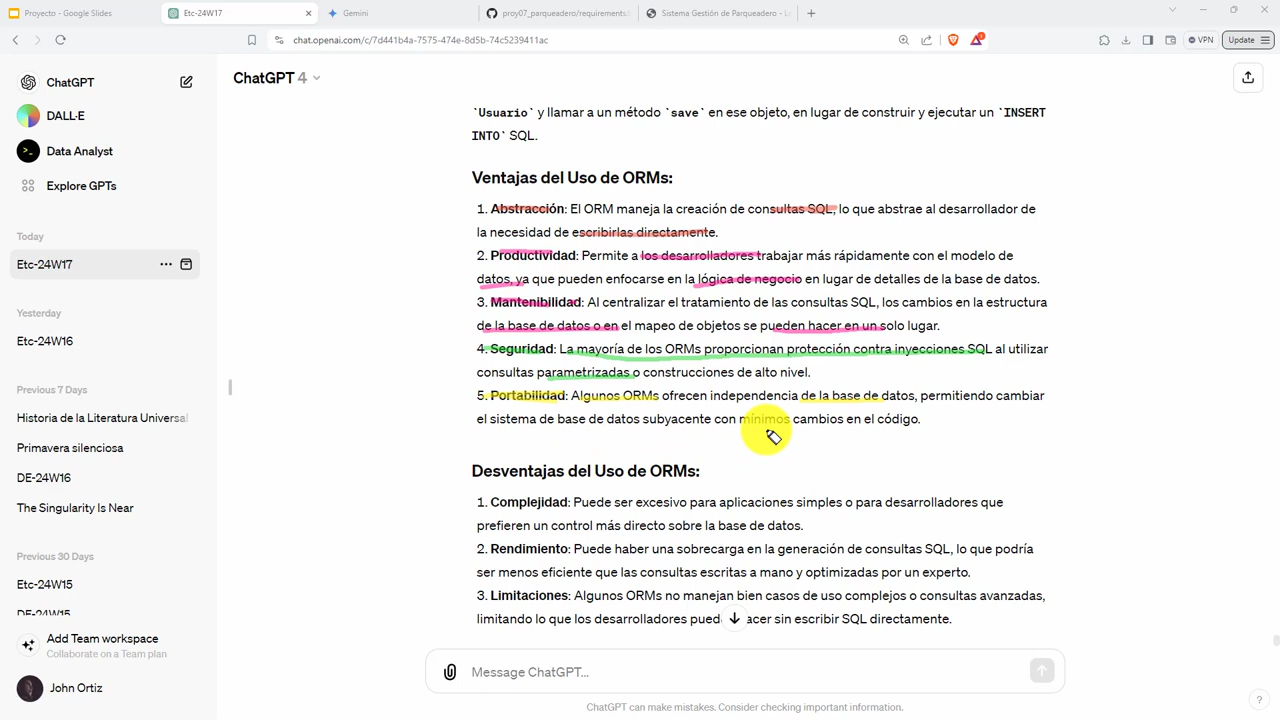 Proyecto - Google Slides
Etc-24W17
Gemini
proy07_parqueadero/requirements.
Sistema Gestión de Parqueadero - L
chat.openai.com/c/7d441b4a-7575-474e-8d5b-74c5239411ac
VPN
Update
ChatGPT
DALL·E
Data Analyst
Explore GPTs
Today
Etc-24W17
Yesterday
Etc-24W16
Previous 7 Days
Historia de la Literatura Universal
Primavera silenciosa
DE-24W16
The Singularity Is Near
Previous 30 Days
Etc-24W15
DE-24W15
Add Team workspace
Collaborate on a Team plan
John Ortiz
ChatGPT 4
`Usuario` y llamar a un método `save` en ese objeto, en lugar de construir y ejecutar un `INSERT
INTO` SQL.
Ventajas del Uso de ORMs:
1. Abstracción: El ORM maneja la creación de consultas SQL, lo que abstrae al desarrollador de
la necesidad de escribirlas directamente.
2. Productividad: Permite a los desarrolladores trabajar más rápidamente con el modelo de
datos, ya que pueden enfocarse en la lógica de negocio en lugar de detalles de la base de datos.
3. Mantenibilidad: Al centralizar el tratamiento de las consultas SQL, los cambios en la estructura
de la base de datos o en el mapeo de objetos se pueden hacer en un solo lugar.
4. Seguridad: La mayoría de los ORMs proporcionan protección contra inyecciones SQL al utilizar
consultas parametrizadas o construcciones de alto nivel.
5. Portabilidad: Algunos ORMs ofrecen independencia de la base de datos, permitiendo cambiar
el sistema de base de datos subyacente con mínimos cambios en el código.
Desventajas del Uso de ORMs:
1. Complejidad: Puede ser excesivo para aplicaciones simples o para desarrolladores que
prefieren un control más directo sobre la base de datos.
2. Rendimiento: Puede haber una sobrecarga en la generación de consultas SQL, lo que podría
ser menos eficiente que las consultas escritas a mano y optimizadas por un experto.
3. Limitaciones: Algunos ORMs no manejan bien casos de uso complejos o consultas avanzadas,
limitando lo que los desarrolladores pued acer sin escribir SQL directamente.
Message ChatGPT…
ChatGPT can make mistakes. Consider checking important information.
?